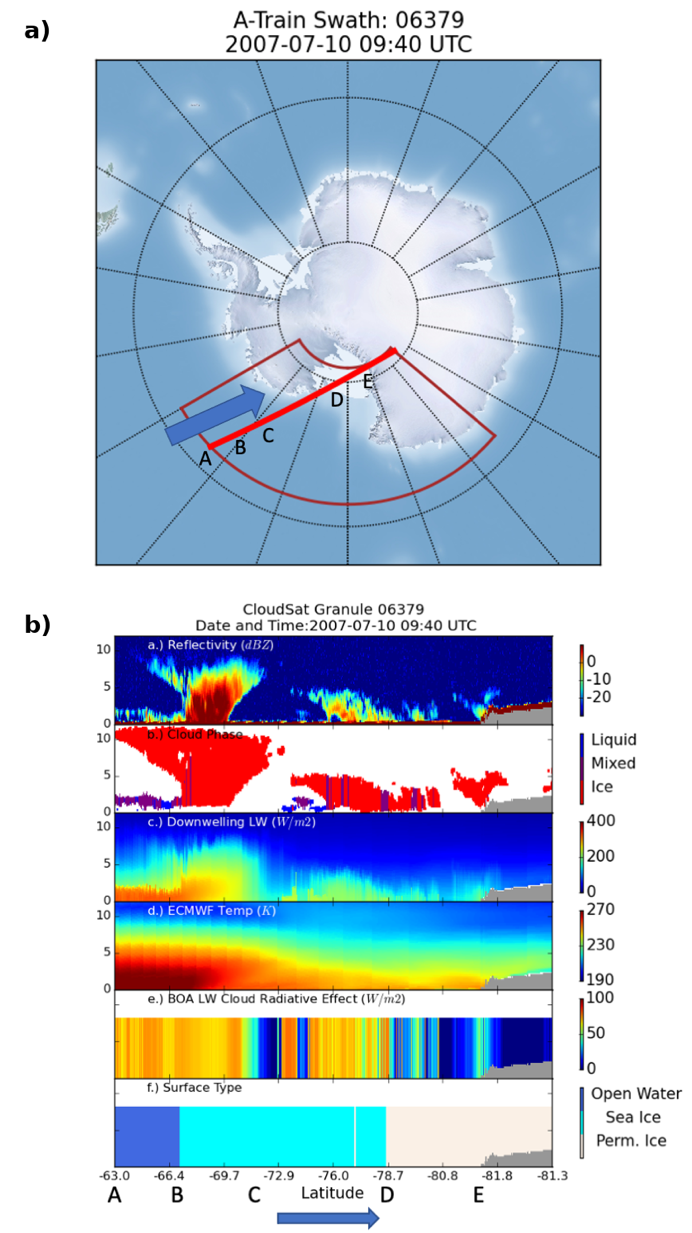 a)
A-Train Swath: 06379
2007-07-10 09:40 UTC
A
B
C
D
E
b)
CloudSat Granule 06379
Date and Time:2007-07-10 09:40 UTC
a.) Reflectivity (dBZ)
10
5
0
0
-10
-20
b.) Cloud Phase
10
5
0
Liquid
Mixed
Ice
c.) Downwelling LW (W/m2)
10
5
0
400
200
0
d.) ECMWF Temp (K)
10
5
0
270
230
190
e.) BOA LW Cloud Radiative Effect (W/m2)
100
50
0
f.) Surface Type
Open Water
Sea Ice
Perm. Ice
-63.0 -66.4 -69.7 -72.9 -76.0 -78.7 -80.8 -81.8 -81.3
A B C Latitude D E